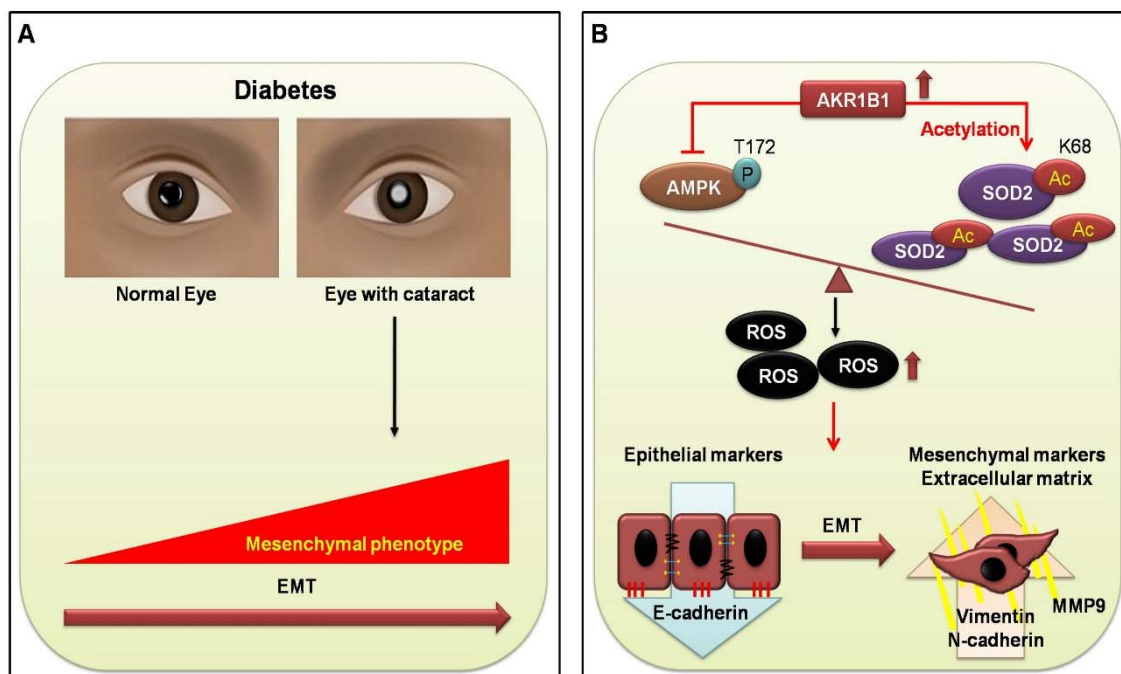 A
Diabetes
Normal Eye
Eye with cataract
Mesenchymal phenotype
EMT
B
AKR1B1
Acetylation
T172
P
AMPK
K68
Ac
SOD2
Ac
SOD2
Ac
SOD2
ROS
ROS
ROS
Epithelial markers
E-cadherin
EMT
Mesenchymal markers
Extracellular matrix
MMP9
Vimentin
N-cadherin